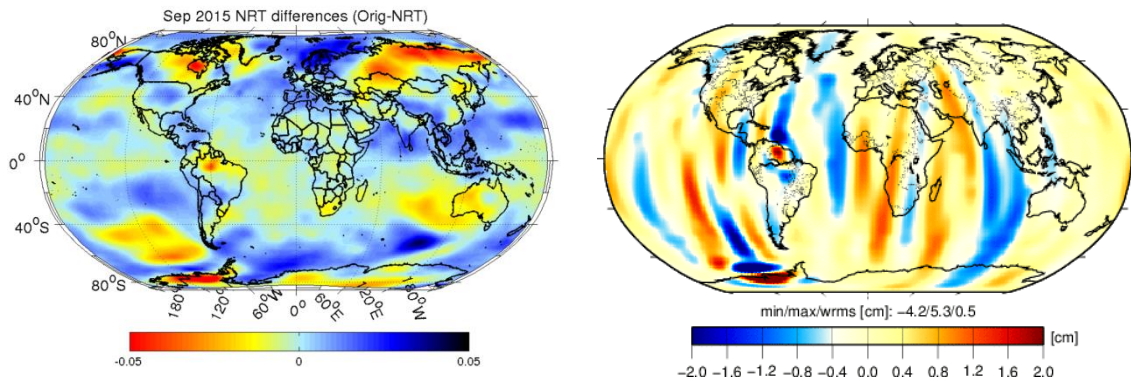 Sep 2015 NRT differences (Orig-NRT)
80°N
40°N
0°
40°S
80°S
180°
120°W
60°W
0°
60°E
120°E
180°W
-0.05
0
0.05
min/max/wrms [cm]: −4.2/5.3/0.5
[cm]
−2.0 −1.6 −1.2 −0.8 −0.4 0.0 0.4 0.8 1.2 1.6 2.0